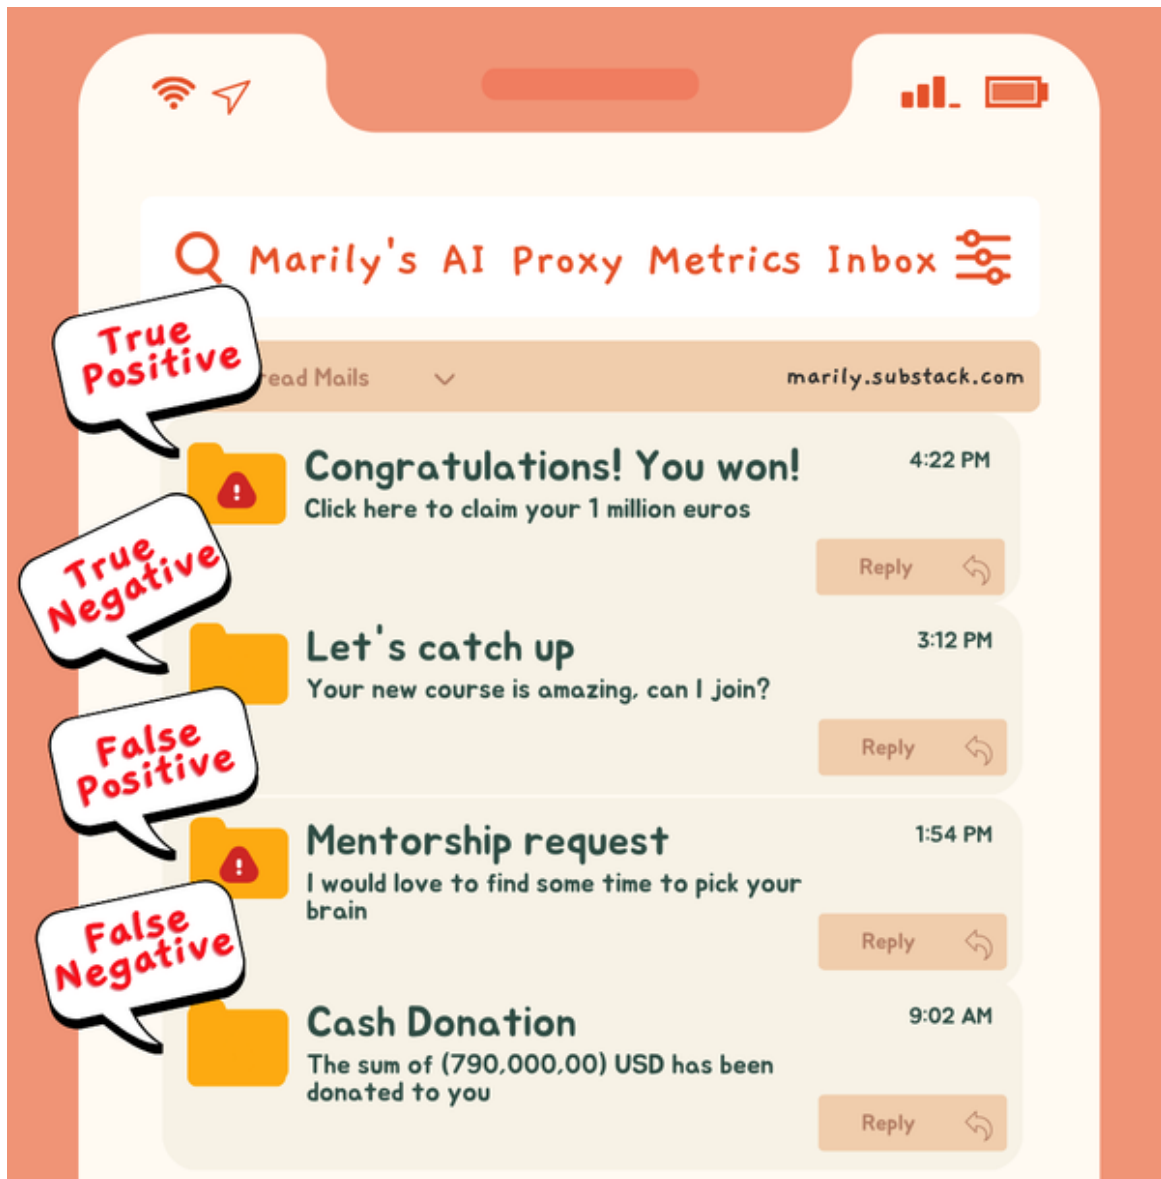 Marily's AI Proxy Metrics Inbox
True
Positive
read Mails
marily.substack.com
Congratulations! You won!
4:22 PM
Click here to claim your 1 million euros
Reply
True
Negative
Let's catch up
3:12 PM
Your new course is amazing, can I join?
Reply
False
Positive
Mentorship request
1:54 PM
I would love to find some time to pick your
brain
Reply
False
Negative
Cash Donation
9:02 AM
The sum of (790,000,00) USD has been
donated to you
Reply